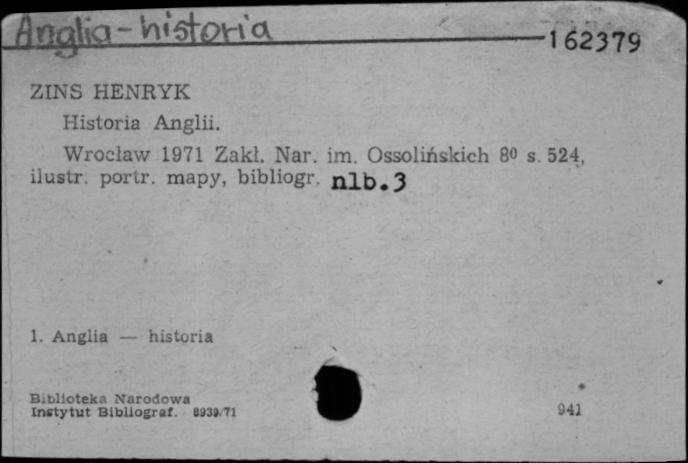 Anglia - historia
162379
ZINS HENRYK
Historia Anglii.
Wrocław 1971 Zakł. Nar. im. Ossolińskich 8⁰ s. 524,
ilustr. portr. mapy, bibliogr. nlb.3
1. Anglia — historia
Biblioteka Narodowa
Instytut Bibliograf. 8939/71
941